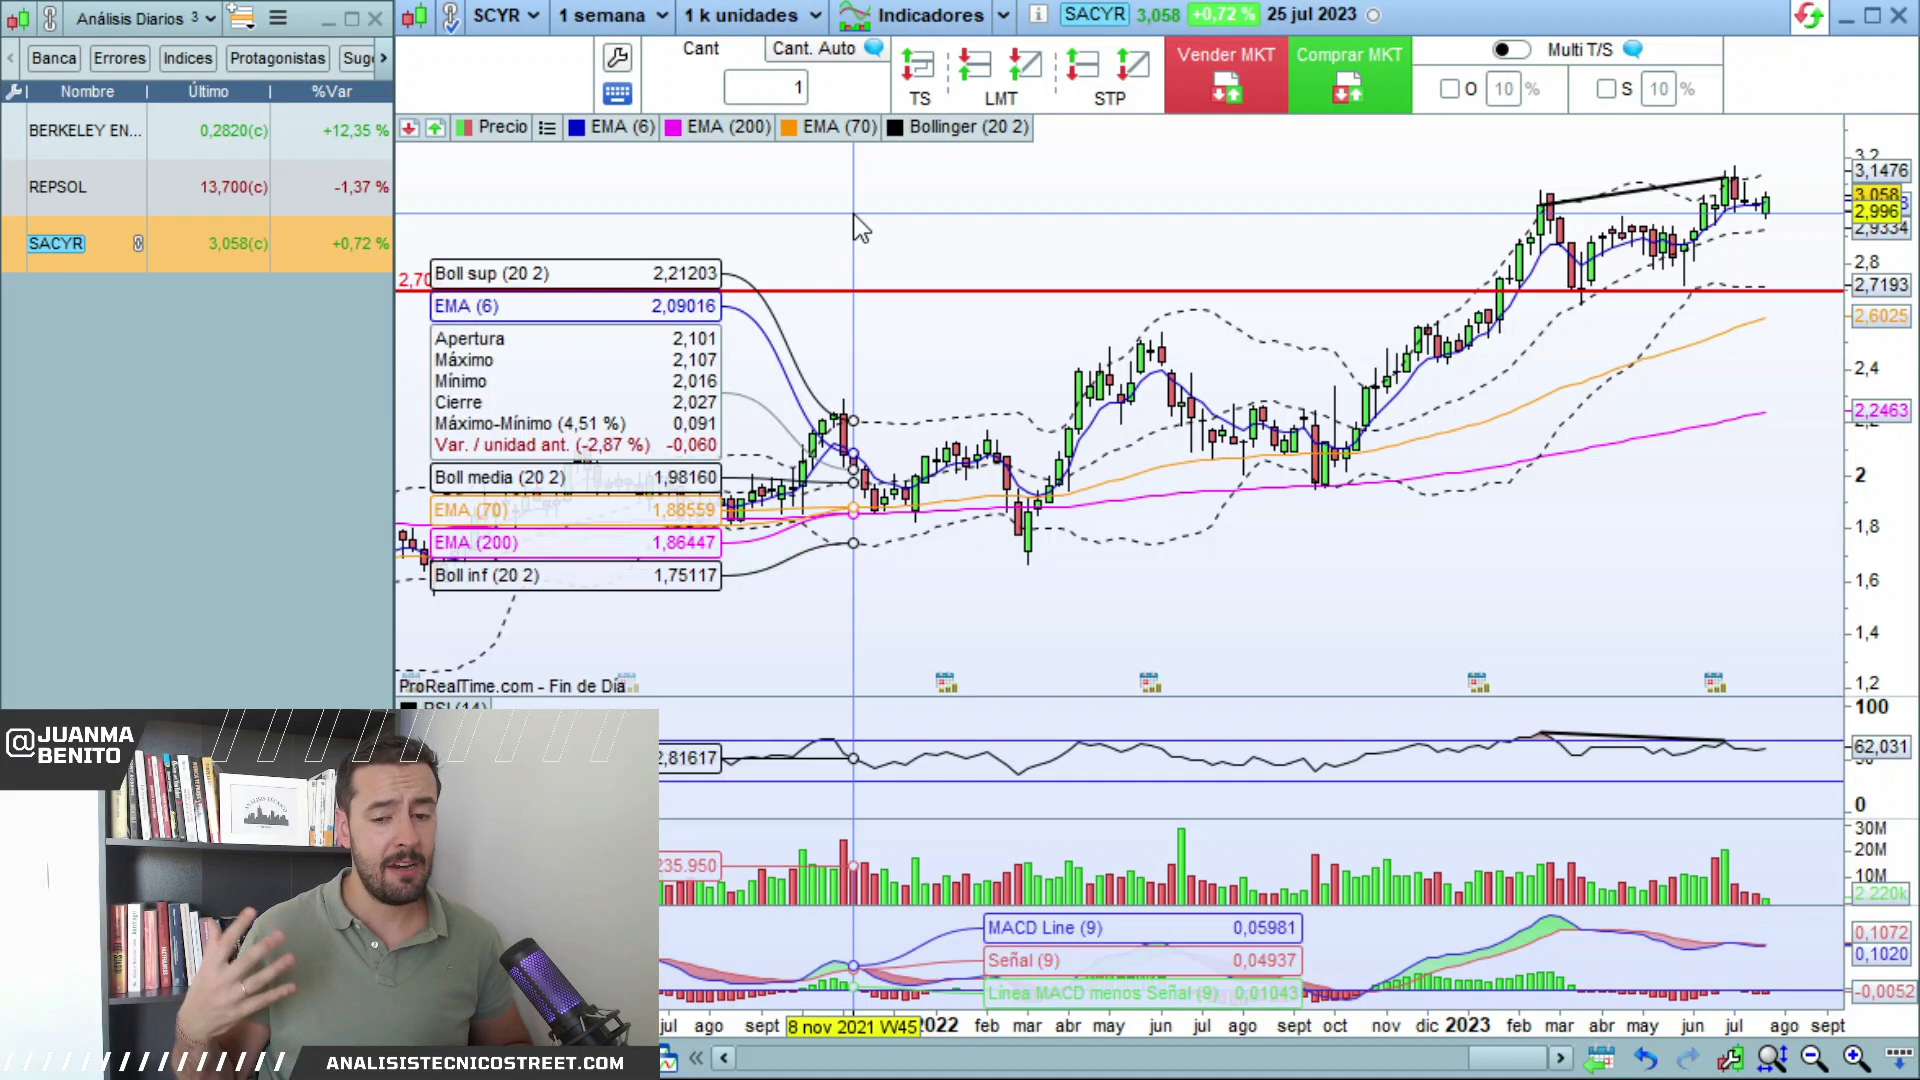 Análisis Diarios 3
SCYR
1 semana
1 k unidades
Indicadores
SACYR 3,058 +0,72 % 25 jul 2023
Banca Errores Indices Protagonistas Sug
Nombre Último %Var
BERKELEY EN... 0,2820(c) +12,35 %
REPSOL 13,700(c) -1,37 %
SACYR 3,058(c) +0,72 %
Cant
Cant. Auto
1
TS
LMT
STP
Vender MKT
Comprar MKT
Multi T/S
O 10 %
S 10 %
Precio EMA (6) EMA (200) EMA (70) Bollinger (20 2)
3,2
3,1476
3,058
2,996
2,9334
2,8
2,7193
2,6025
2,4
2,2463
2
1,8
1,6
1,4
1,2
2,70
Boll sup (20 2) 2,21203
EMA (6) 2,09016
Apertura 2,101
Máximo 2,107
Mínimo 2,016
Cierre 2,027
Máximo-Mínimo (4,51 %) 0,091
Var. / unidad ant. (-2,87 %) -0,060
Boll media (20 2) 1,98160
EMA (70) 1,88559
EMA (200) 1,86447
Boll inf (20 2) 1,75117
ProRealTime.com - Fin de Día
RSI (14)
100
62,031
0
2,81617
30M
20M
10M
2.220k
235.950
MACD Line (9) 0,05981
Señal (9) 0,04937
Línea MACD menos Señal (9) 0,01043
0,1072
0,1020
-0,0052
jul ago sept 8 nov 2021 W45 2022 feb mar abr may jun jul ago sept oct nov dic 2023 feb mar abr may jun jul ago sept
@JUANMA
BENITO
ANALISIS TECNICO
ANALISISTECNICOSTREET.COM